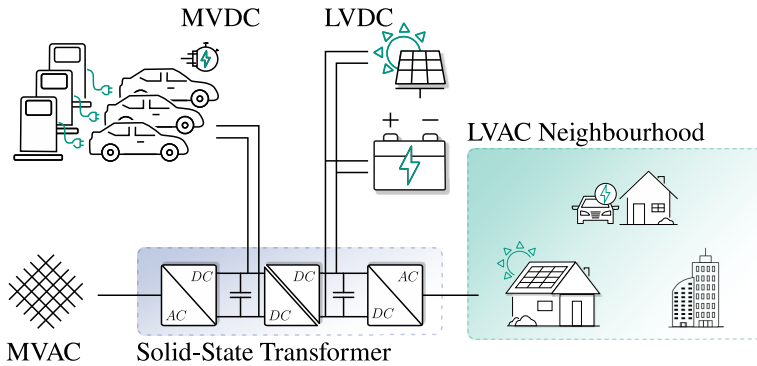 MVDC
LVDC
+ −
LVAC Neighbourhood
DC
AC
DC
DC
AC
DC
MVAC
Solid-State Transformer